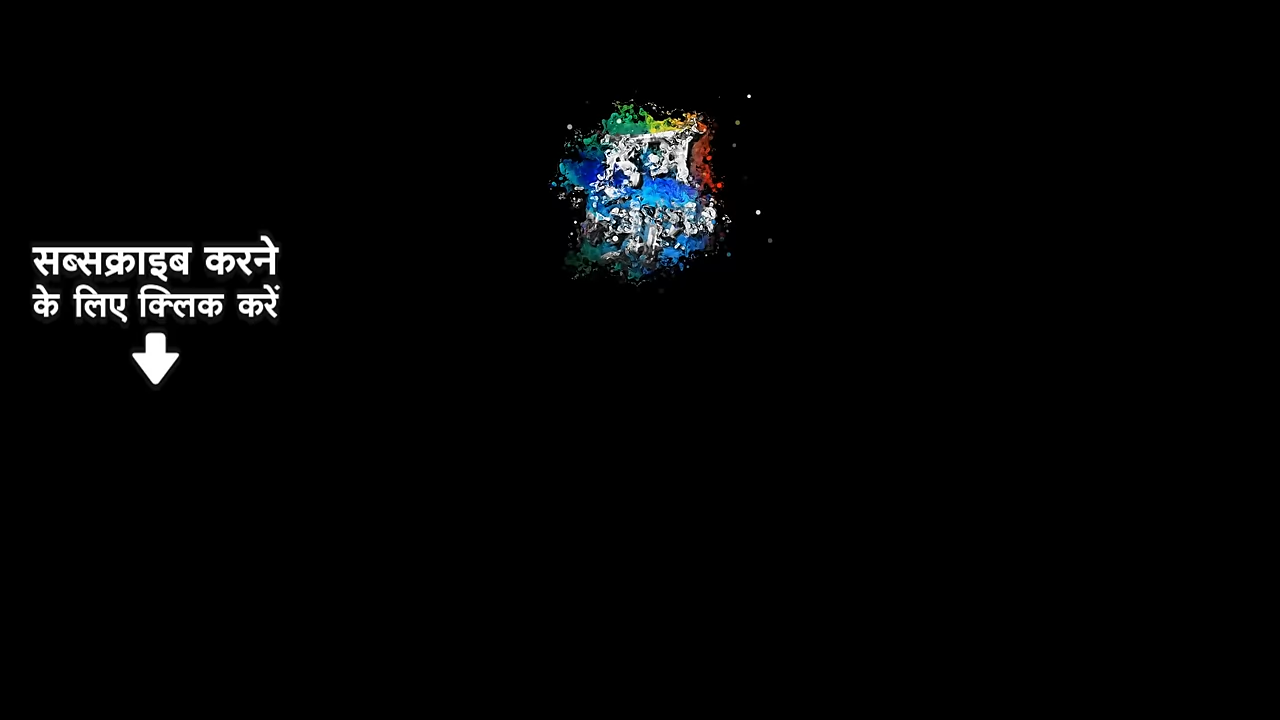 सब्सक्राइब करने
के लिए क्लिक करें